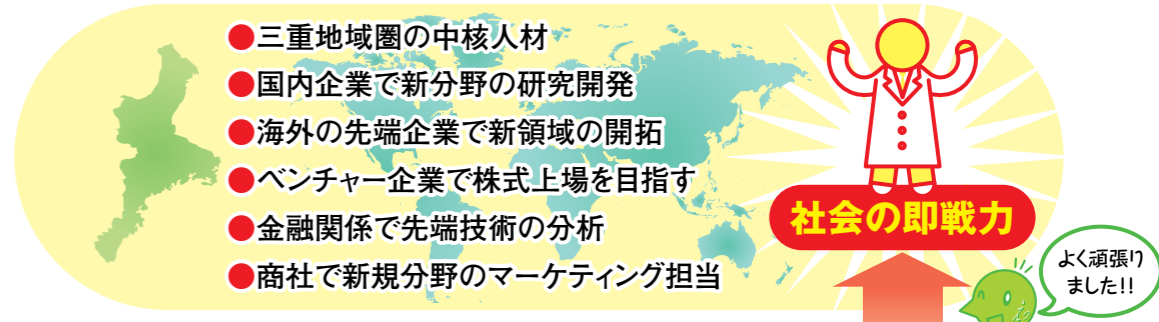 ●三重地域圏の中核人材
●国内企業で新分野の研究開発
●海外の先端企業で新領域の開拓
●ベンチャー企業で株式上場を目指す
●金融関係で先端技術の分析
●商社で新規分野のマーケティング担当
社会の即戦力
よく頑張り
ました!!